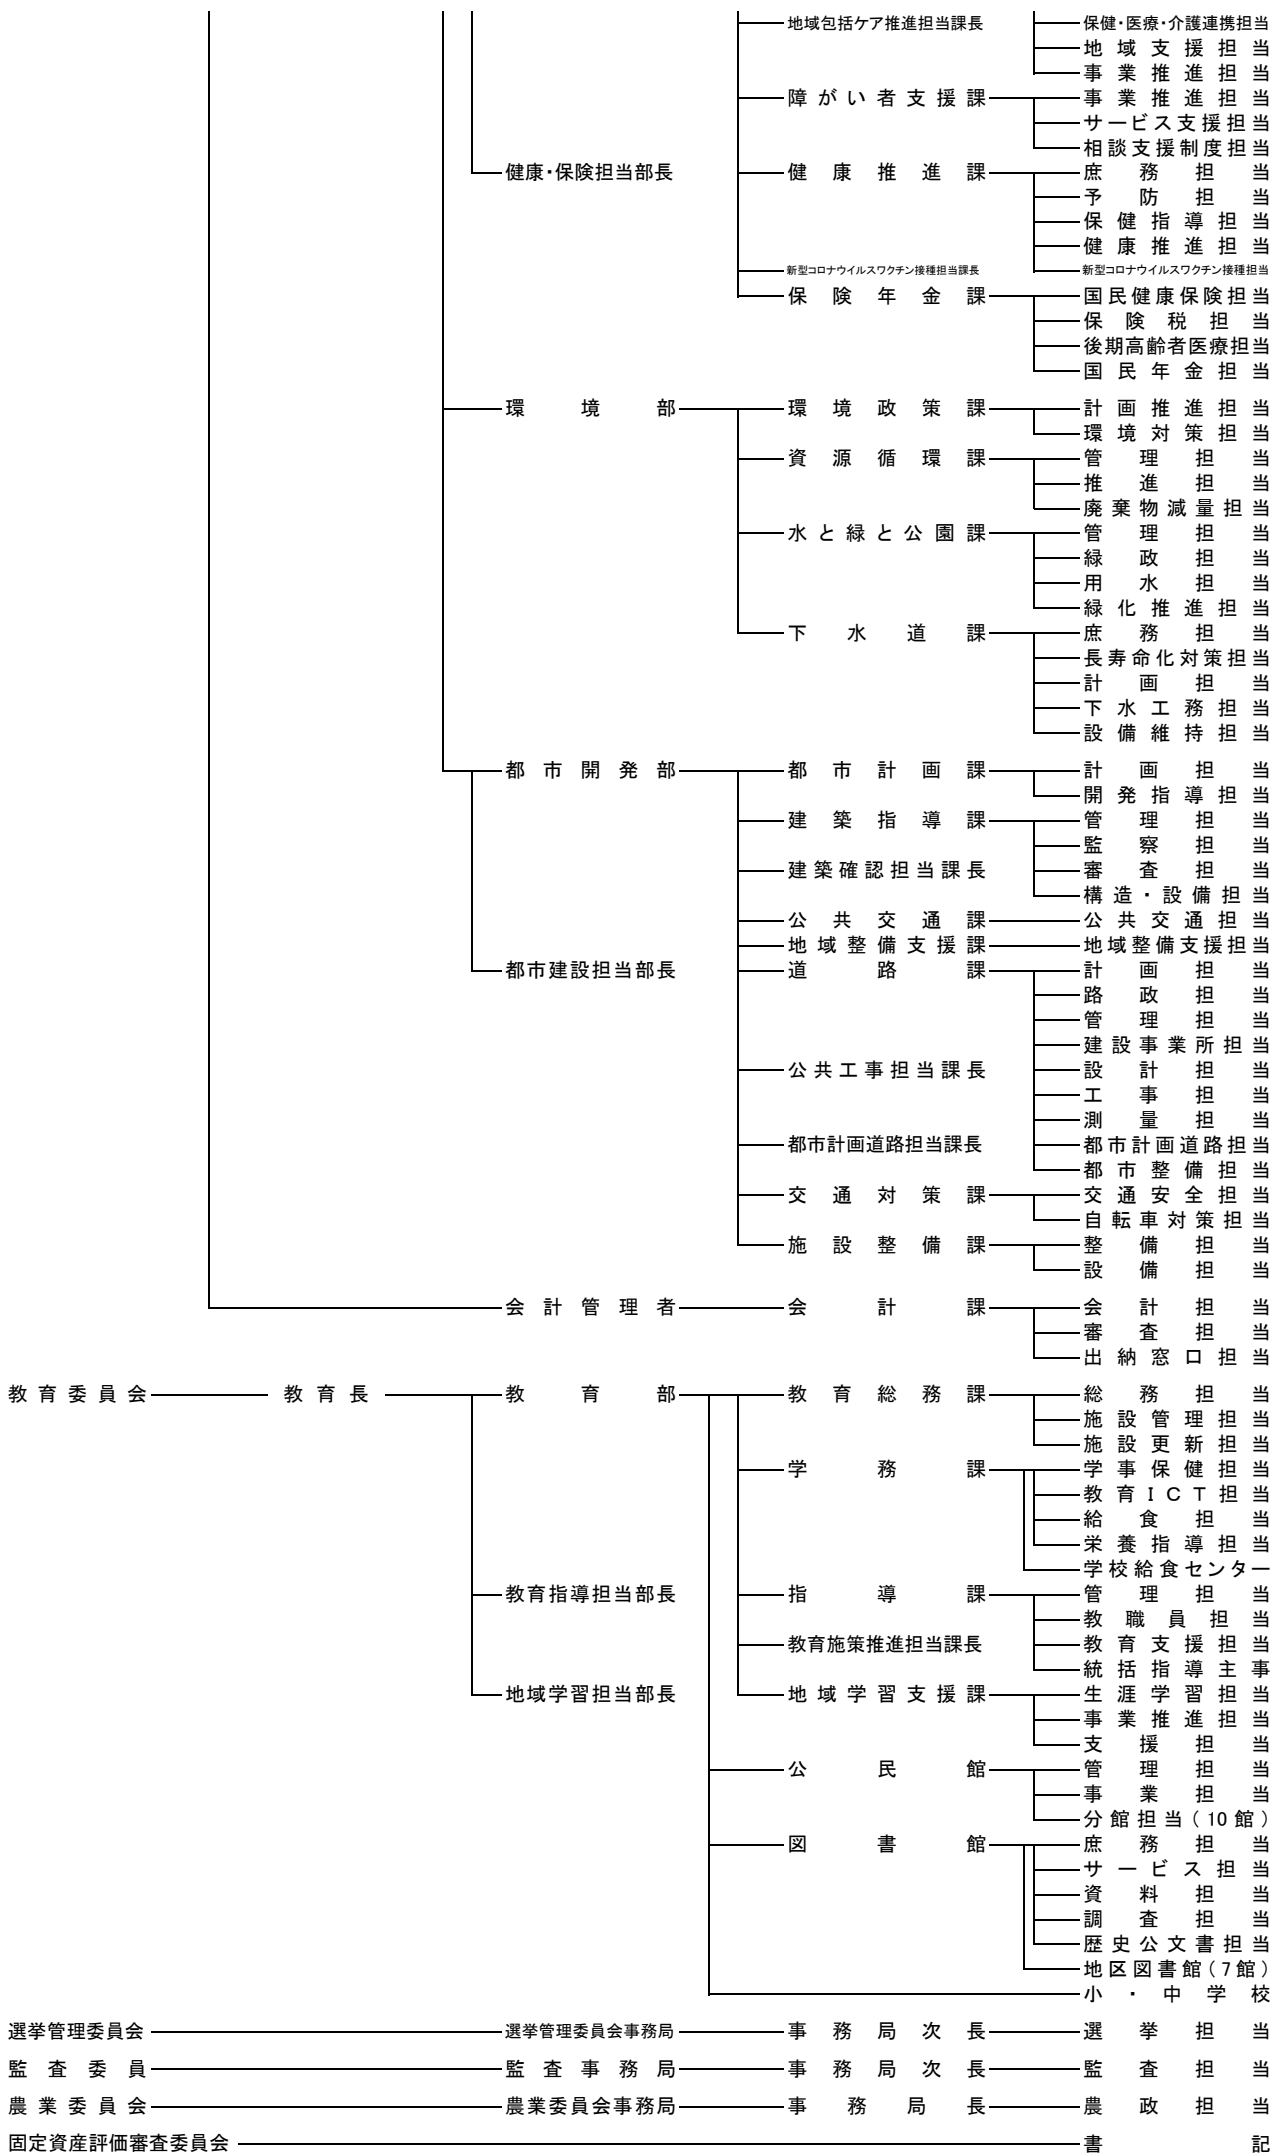 地域包括ケア推進担当課長 保健・医療・介護連携担当
地域支援担当
事業推進担当
障がい者支援課 事業推進担当
サービス支援担当
相談支援制度担当
健康・保険担当部長 健康推進課 庶務担当
予防担当
保健指導担当
健康推進担当
新型コロナウイルスワクチン接種担当課長 新型コロナウイルスワクチン接種担当
保険年金課 国民健康保険担当
保険税担当
後期高齢者医療担当
国民年金担当
環境部 環境政策課 計画推進担当
環境対策担当
資源循環課 管理担当
推進担当
廃棄物減量担当
水と緑と公園課 管理担当
緑政担当
用水担当
緑化推進担当
下水道課 庶務担当
長寿命化対策担当
計画担当
下水工務担当
設備維持担当
都市開発部 都市計画課 計画担当
開発指導担当
建築指導課 管理担当
監察担当
建築確認担当課長 審査担当
構造・設備担当
公共交通課 公共交通担当
地域整備支援課 地域整備支援担当
都市建設担当部長 道路課 計画担当
路政担当
管理担当
建設事業所担当
公共工事担当課長 設計担当
工事担当
測量担当
都市計画道路担当課長 都市計画道路担当
都市整備担当
交通対策課 交通安全担当
自転車対策担当
施設整備課 整備担当
設備担当
会計管理者 会計課 会計担当
審査担当
出納窓口担当
教育委員会 教育長 教育部 教育総務課 総務担当
施設管理担当
施設更新担当
学務課 学事保健担当
教育ICT担当
給食担当
栄養指導担当
学校給食センター
教育指導担当部長 指導課 管理担当
教職員担当
教育施策推進担当課長 教育支援担当
統括指導主事
地域学習担当部長 地域学習支援課 生涯学習担当
事業推進担当
支援担当
公民館 管理担当
事業担当
分館担当(10館)
図書館 庶務担当
サービス担当
資料担当
調査担当
歴史公文書担当
地区図書館(7館)
小・中学校
選挙管理委員会 選挙管理委員会事務局 事務局次長 選挙担当
監査委員 監査事務局 事務局次長 監査担当
農業委員会 農業委員会事務局 事務局長 農政担当
固定資産評価審査委員会 書記